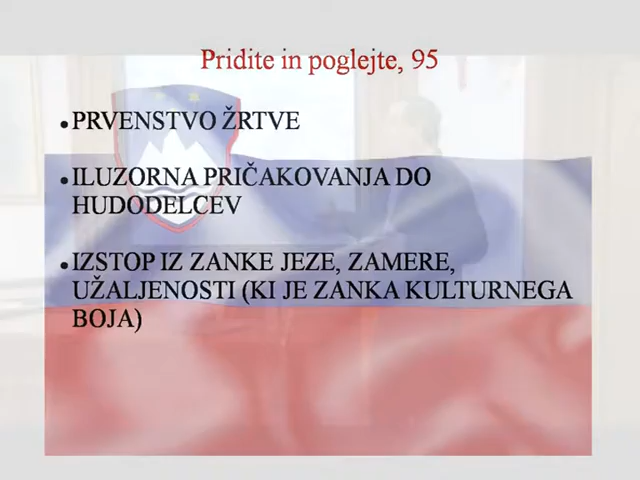 Pridite in poglejte, 95
PRVENSTVO ŽRTVE
ILUZORNA PRIČAKOVANJA DO
HUDODELCEV
IZSTOP IZ ZANKE JEZE, ZAMERE,
UŽALJENOSTI (KI JE ZANKA KULTURNEGA
BOJA)